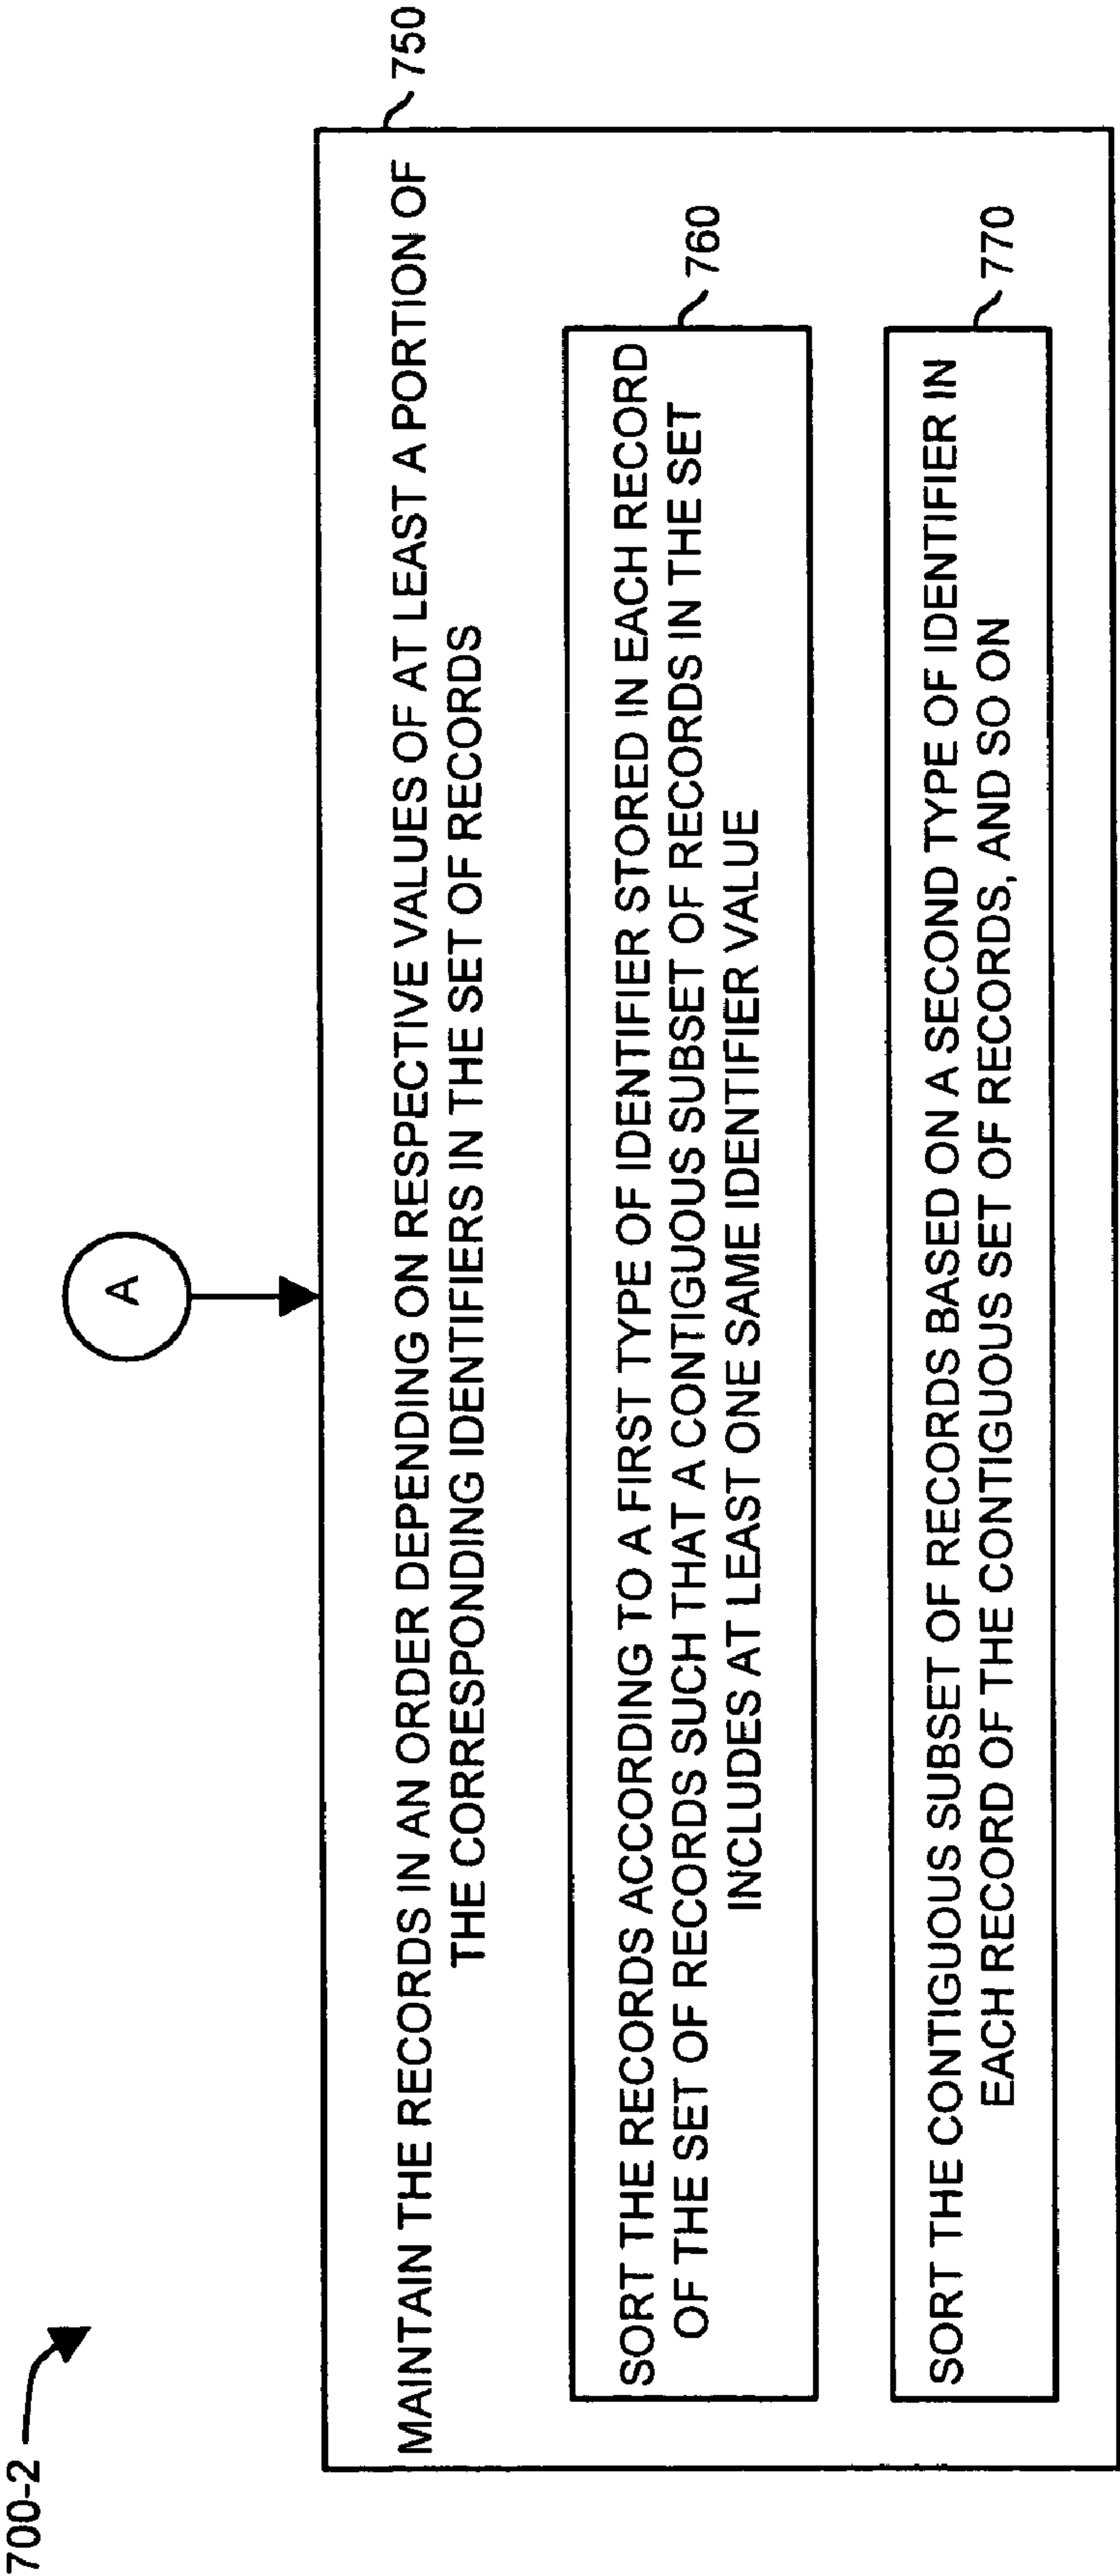 700-2
A
750
MAINTAIN THE RECORDS IN AN ORDER DEPENDING ON RESPECTIVE VALUES OF AT LEAST A PORTION OF
THE CORRESPONDING IDENTIFIERS IN THE SET OF RECORDS
760
SORT THE RECORDS ACCORDING TO A FIRST TYPE OF IDENTIFIER STORED IN EACH RECORD
OF THE SET OF RECORDS SUCH THAT A CONTIGUOUS SUBSET OF RECORDS IN THE SET
INCLUDES AT LEAST ONE SAME IDENTIFIER VALUE
770
SORT THE CONTIGUOUS SUBSET OF RECORDS BASED ON A SECOND TYPE OF IDENTIFIER IN
EACH RECORD OF THE CONTIGUOUS SET OF RECORDS, AND SO ON